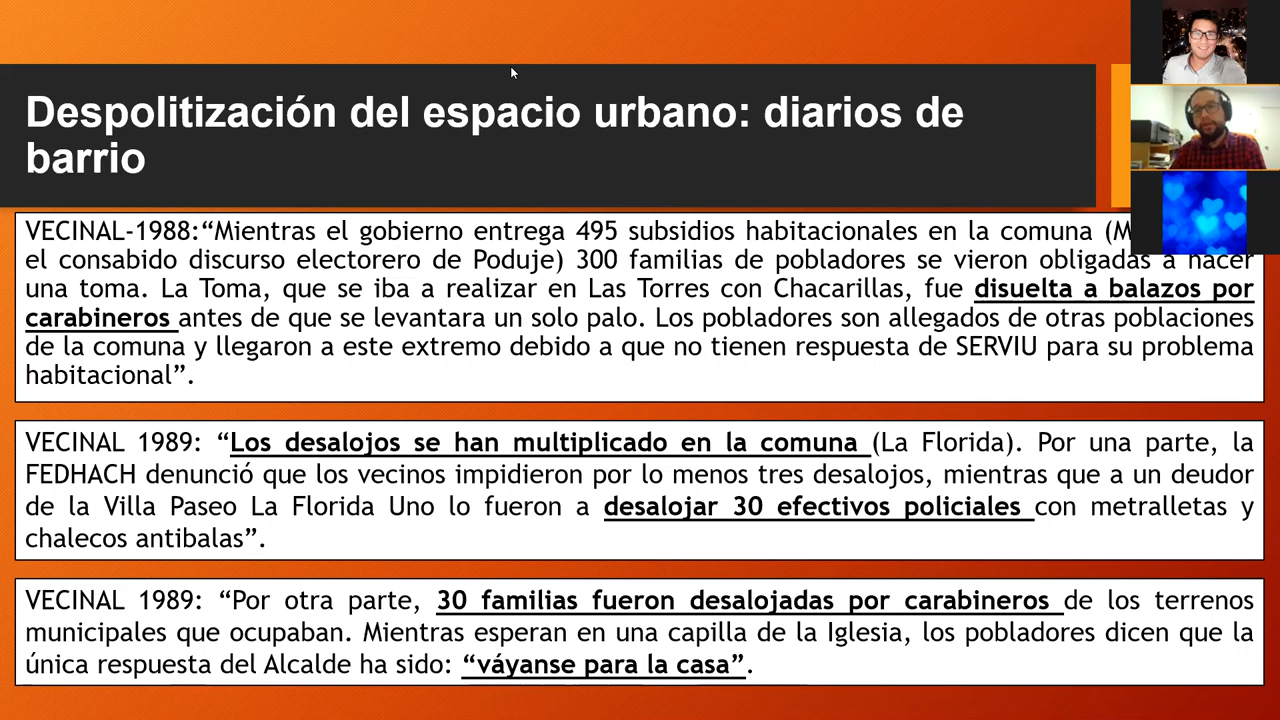 Despolitización del espacio urbano: diarios de
barrio
VECINAL-1988:“Mientras el gobierno entrega 495 subsidios habitacionales en la comuna
el consabido discurso electorero de Poduje) 300 familias de pobladores se vieron obligadas a hacer
una toma. La Toma, que se iba a realizar en Las Torres con Chacarillas, fue disuelta a balazos por
carabineros antes de que se levantara un solo palo. Los pobladores son allegados de otras poblaciones
de la comuna y llegaron a este extremo debido a que no tienen respuesta de SERVIU para su problema
habitacional”.
VECINAL 1989: “Los desalojos se han multiplicado en la comuna (La Florida). Por una parte, la
FEDHACH denunció que los vecinos impidieron por lo menos tres desalojos, mientras que a un deudor
de la Villa Paseo La Florida Uno lo fueron a desalojar 30 efectivos policiales con metralletas y
chalecos antibalas”.
VECINAL 1989: “Por otra parte, 30 familias fueron desalojadas por carabineros de los terrenos
municipales que ocupaban. Mientras esperan en una capilla de la Iglesia, los pobladores dicen que la
única respuesta del Alcalde ha sido: “váyanse para la casa”.